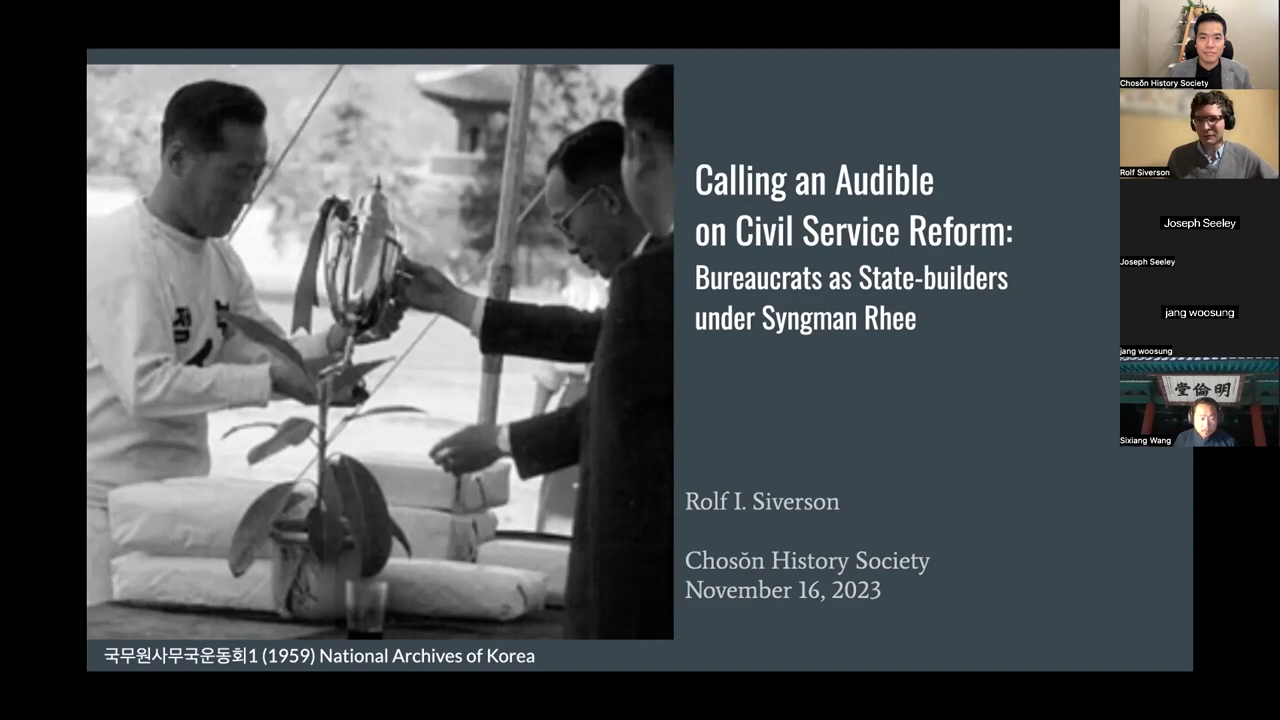 Calling an Audible
on Civil Service Reform:
Bureaucrats as State-builders
under Syngman Rhee
Rolf I. Siverson
Chosŏn History Society
November 16, 2023
국무원사무국운동회1 (1959) National Archives of Korea
Chosŏn History Society
Rolf Siverson
Joseph Seeley
Joseph Seeley
jang woosung
jang woosung
堂倫明
Sixiang Wang